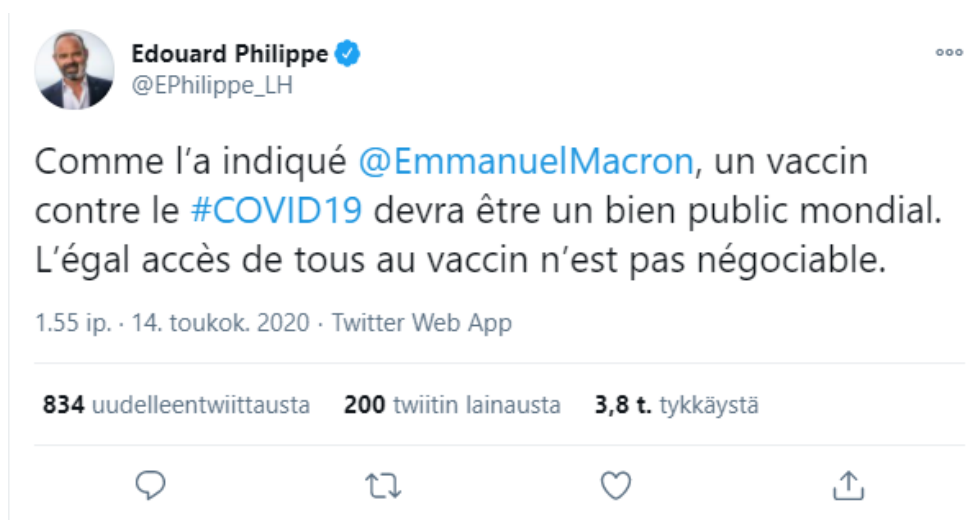 Edouard Philippe
@EPhilippe_LH
Comme l'a indiqué @EmmanuelMacron, un vaccin
contre le #COVID19 devra être un bien public mondial.
L'égal accès de tous au vaccin n'est pas négociable.
1.55 ip. · 14. toukok. 2020 · Twitter Web App
834 uudelleentwiittausta 200 twiitin lainausta 3,8 t. tykkäystä